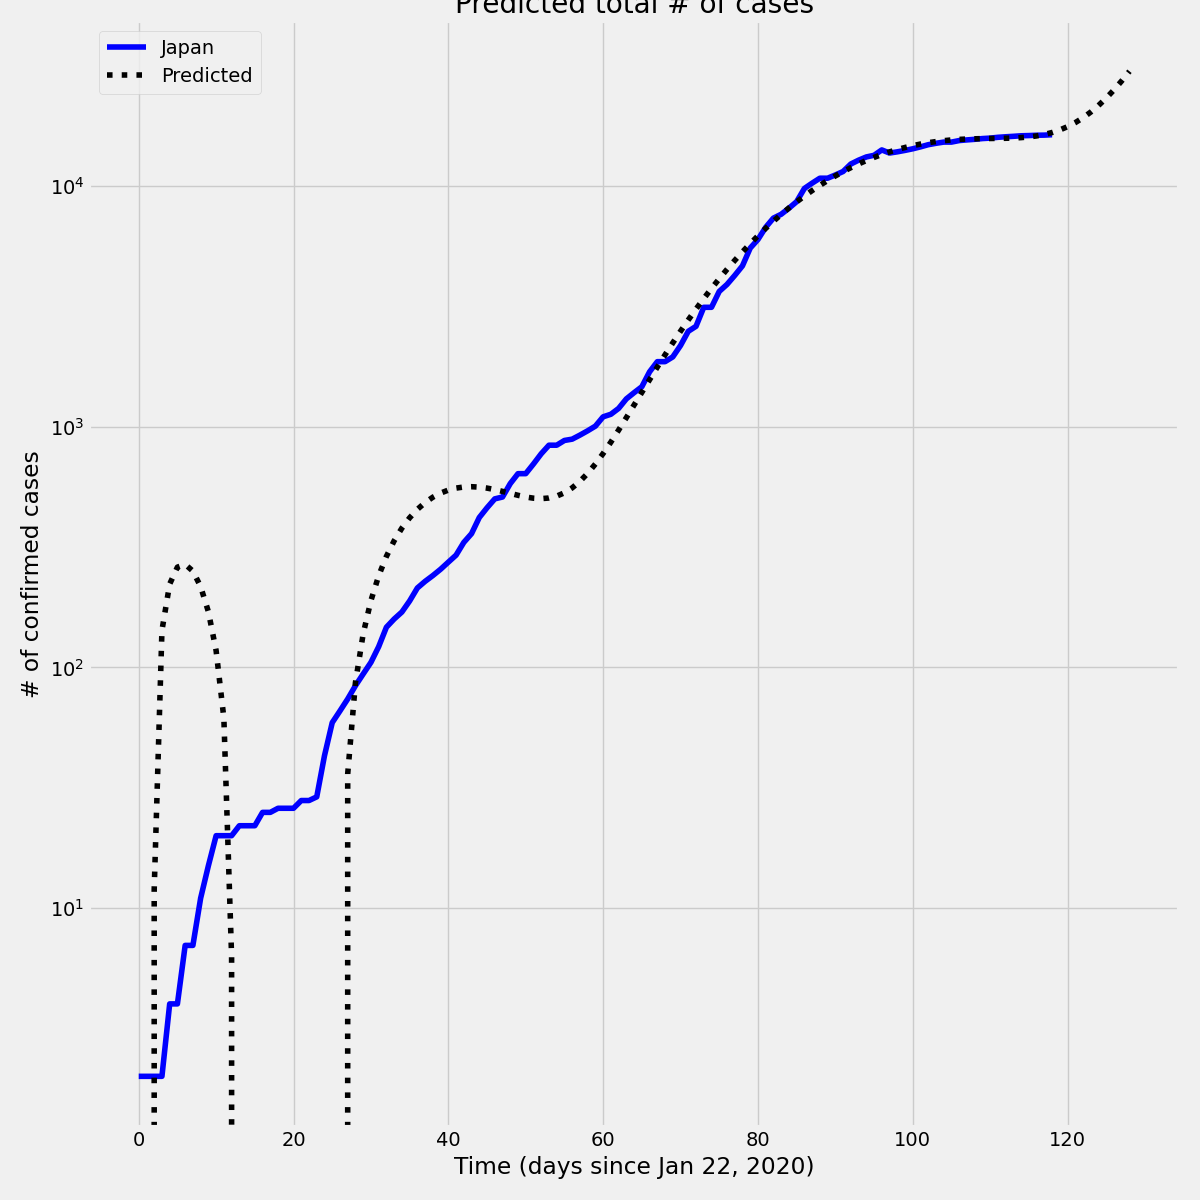 Predicted total # of cases
Japan
Predicted
10⁴
10³
10²
10¹
# of confirmed cases
0 20 40 60 80 100 120
Time (days since Jan 22, 2020)